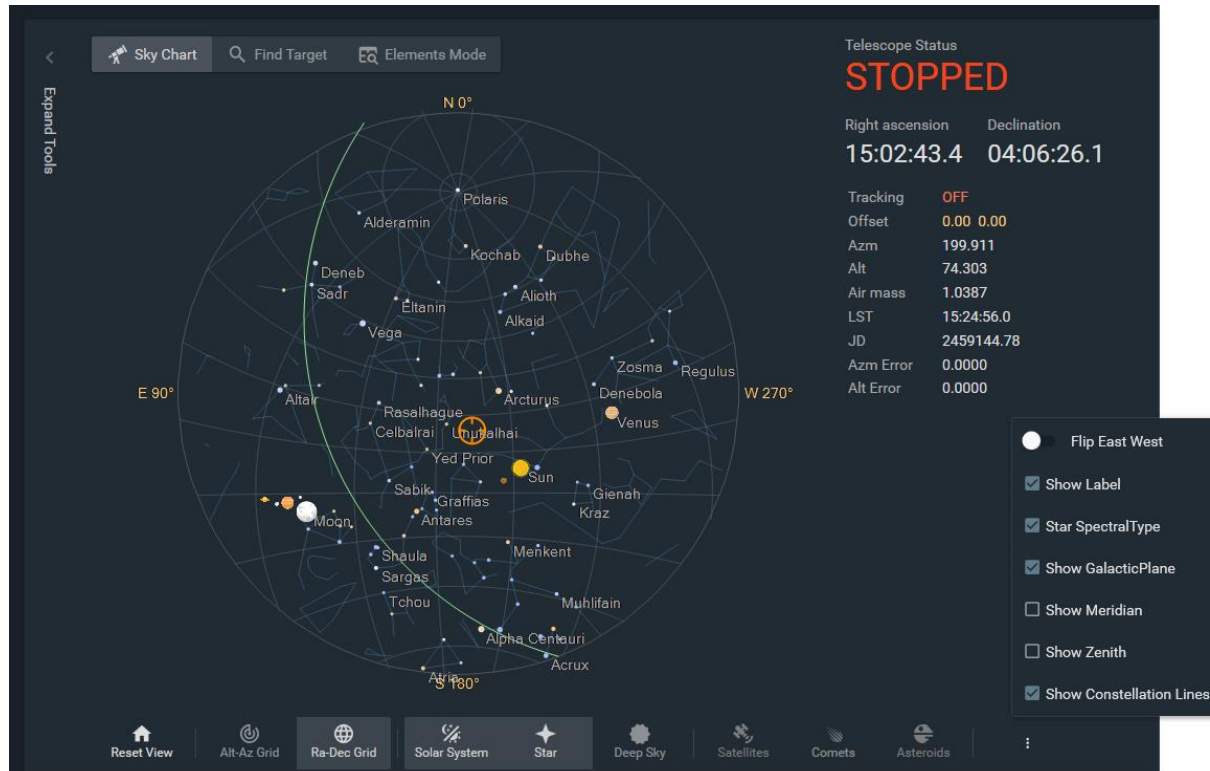 Sky Chart
Find Target
Elements Mode
Expand Tools
Telescope Status
STOPPED
Right ascension Declination
15:02:43.4 04:06:26.1
Tracking OFF
Offset 0.00 0.00
Azm 199.911
Alt 74.303
Air mass 1.0387
LST 15:24:56.0
JD 2459144.78
Azm Error 0.0000
Alt Error 0.0000
N 0°
Polaris
Alderamin
Kochab
Dubhe
Deneb
Sadr
Alioth
Eltanin
Alkaid
Vega
Zosma
Regulus
E 90°
Altair
Arcturus
Denebola
W 270°
Rasalhague
Venus
Celbalrai
Unukalhai
Yed Prior
Sun
Sabik
Graffias
Gienah
Kraz
Moon
Antares
Shaula
Menkent
Sargas
Tchou
Muhlifain
Alpha Centauri
Acrux
Atria
S 180°
Flip East West
Show Label
Star SpectralType
Show GalacticPlane
Show Meridian
Show Zenith
Show Constellation Lines
Reset View
Alt-Az Grid
Ra-Dec Grid
Solar System
Star
Deep Sky
Satellites
Comets
Asteroids